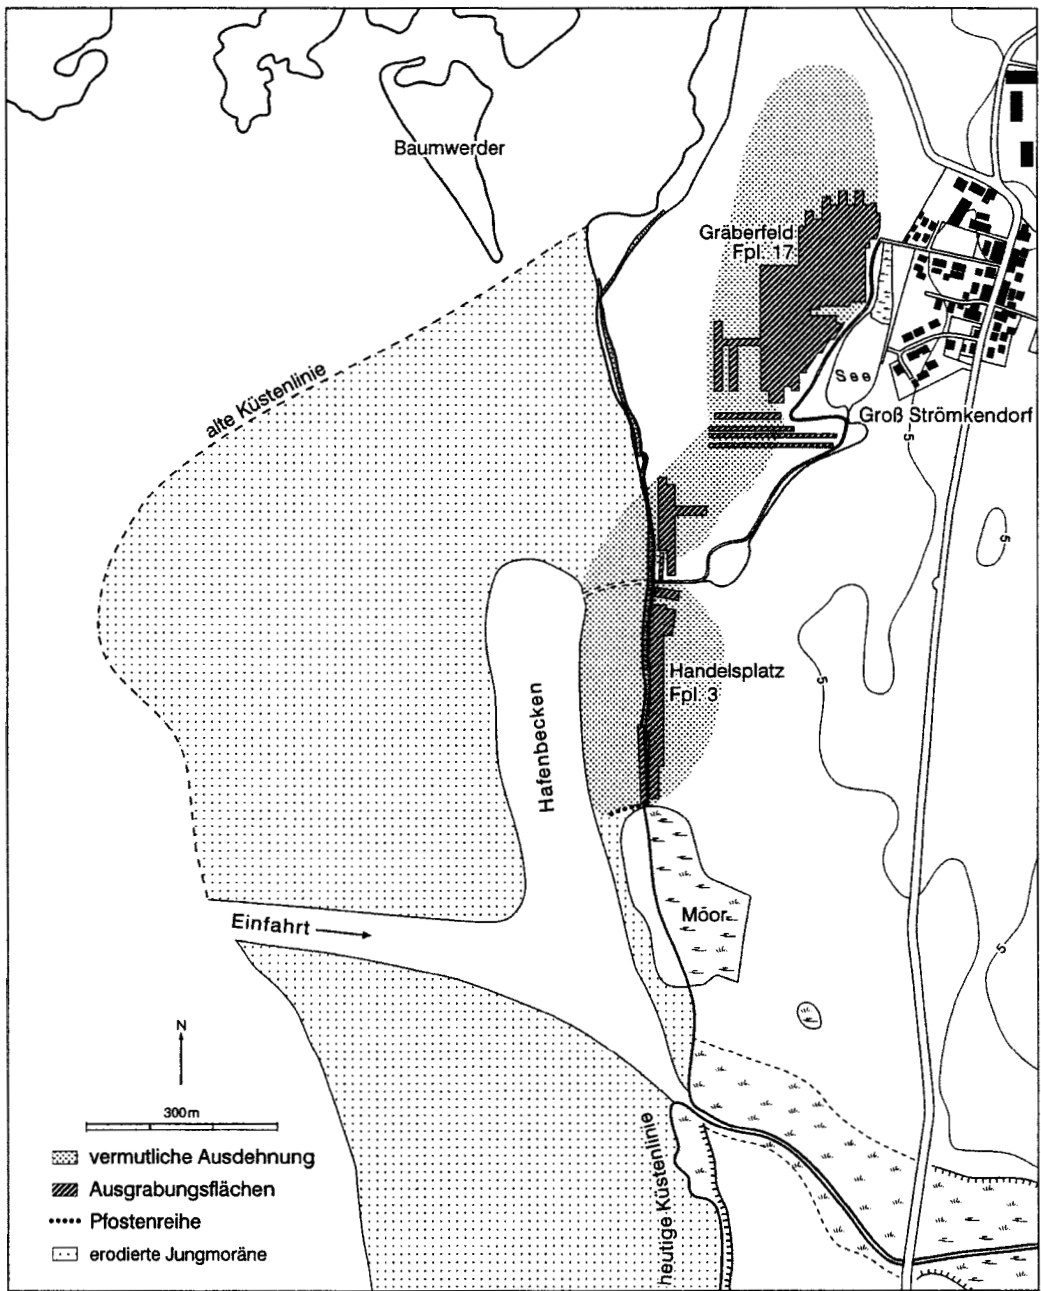 Baumwerder
Gräberfeld
Fpl. 17
alte Küstenlinie
See
Groß Strömkendorf
5
5
Handelsplatz
Fpl. 3
5
Hafenbecken
Moor
Einfahrt
5
N
300m
heutige Küstenlinie
vermutliche Ausdehnung
Ausgrabungsflächen
Pfostenreihe
erodierte Jungmoräne